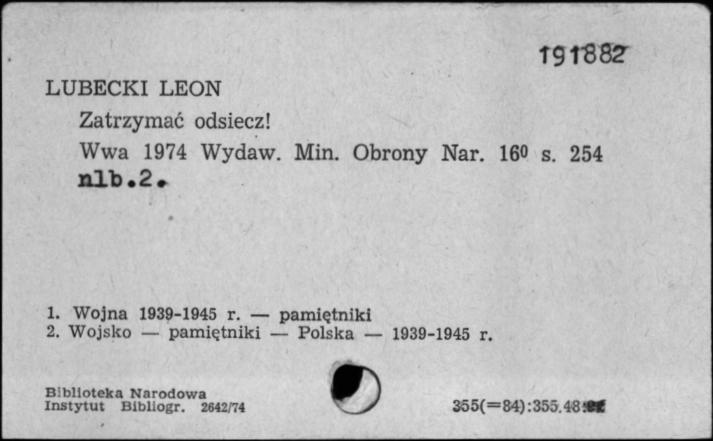 191882
LUBECKI LEON
Zatrzymać odsiecz!
Wwa 1974 Wydaw. Min. Obrony Nar. 16⁰ s. 254
nlb.2.
1. Wojna 1939-1945 r. — pamiętniki
2. Wojsko — pamiętniki — Polska — 1939-1945 r.
Biblioteka Narodowa
Instytut Bibliogr. 2642/74
355(=84):355.48